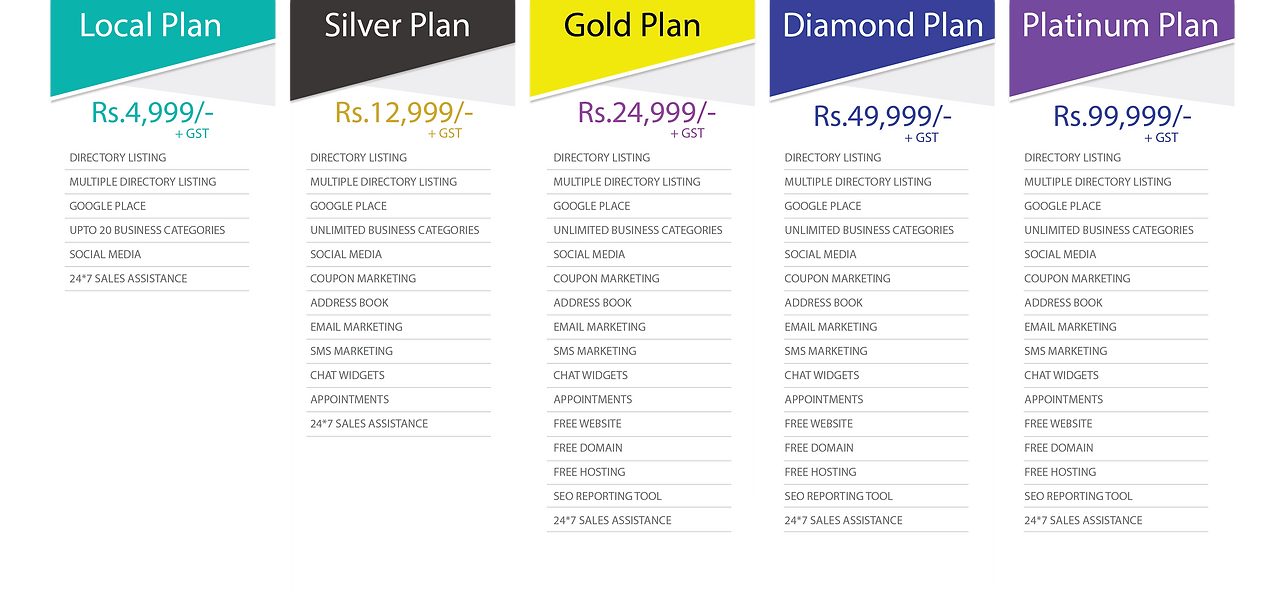 Local Plan
Rs.4,999/-
+ GST
DIRECTORY LISTING
MULTIPLE DIRECTORY LISTING
GOOGLE PLACE
UPTO 20 BUSINESS CATEGORIES
SOCIAL MEDIA
24*7 SALES ASSISTANCE
Silver Plan
Rs.12,999/-
+ GST
DIRECTORY LISTING
MULTIPLE DIRECTORY LISTING
GOOGLE PLACE
UNLIMITED BUSINESS CATEGORIES
SOCIAL MEDIA
COUPON MARKETING
ADDRESS BOOK
EMAIL MARKETING
SMS MARKETING
CHAT WIDGETS
APPOINTMENTS
24*7 SALES ASSISTANCE
Gold Plan
Rs.24,999/-
+ GST
DIRECTORY LISTING
MULTIPLE DIRECTORY LISTING
GOOGLE PLACE
UNLIMITED BUSINESS CATEGORIES
SOCIAL MEDIA
COUPON MARKETING
ADDRESS BOOK
EMAIL MARKETING
SMS MARKETING
CHAT WIDGETS
APPOINTMENTS
FREE WEBSITE
FREE DOMAIN
FREE HOSTING
SEO REPORTING TOOL
24*7 SALES ASSISTANCE
Diamond Plan
Rs.49,999/-
+ GST
DIRECTORY LISTING
MULTIPLE DIRECTORY LISTING
GOOGLE PLACE
UNLIMITED BUSINESS CATEGORIES
SOCIAL MEDIA
COUPON MARKETING
ADDRESS BOOK
EMAIL MARKETING
SMS MARKETING
CHAT WIDGETS
APPOINTMENTS
FREE WEBSITE
FREE DOMAIN
FREE HOSTING
SEO REPORTING TOOL
24*7 SALES ASSISTANCE
Platinum Plan
Rs.99,999/-
+ GST
DIRECTORY LISTING
MULTIPLE DIRECTORY LISTING
GOOGLE PLACE
UNLIMITED BUSINESS CATEGORIES
SOCIAL MEDIA
COUPON MARKETING
ADDRESS BOOK
EMAIL MARKETING
SMS MARKETING
CHAT WIDGETS
APPOINTMENTS
FREE WEBSITE
FREE DOMAIN
FREE HOSTING
SEO REPORTING TOOL
24*7 SALES ASSISTANCE